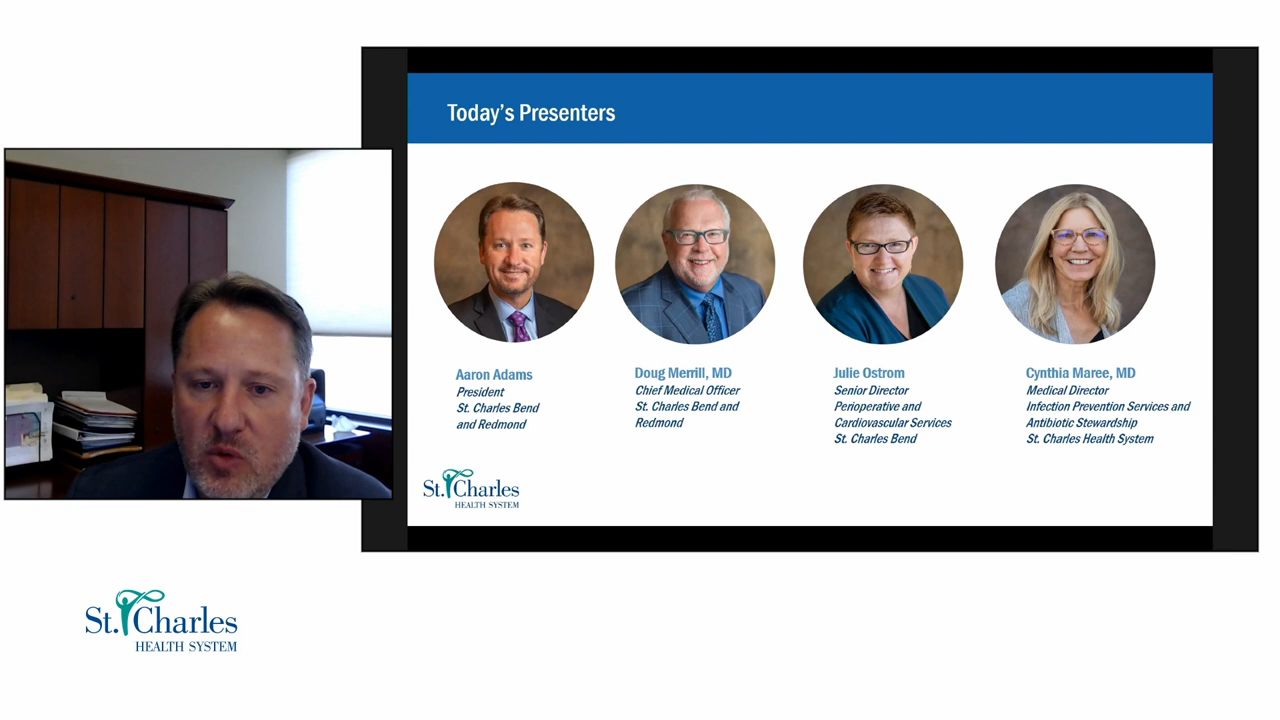 Today's Presenters
Aaron Adams
President
St. Charles Bend
and Redmond
Doug Merrill, MD
Chief Medical Officer
St. Charles Bend and
Redmond
Julie Ostrom
Senior Director
Perioperative and
Cardiovascular Services
St. Charles Bend
Cynthia Maree, MD
Medical Director
Infection Prevention Services and
Antibiotic Stewardship
St. Charles Health System
St. Charles
HEALTH SYSTEM
St. Charles
HEALTH SYSTEM